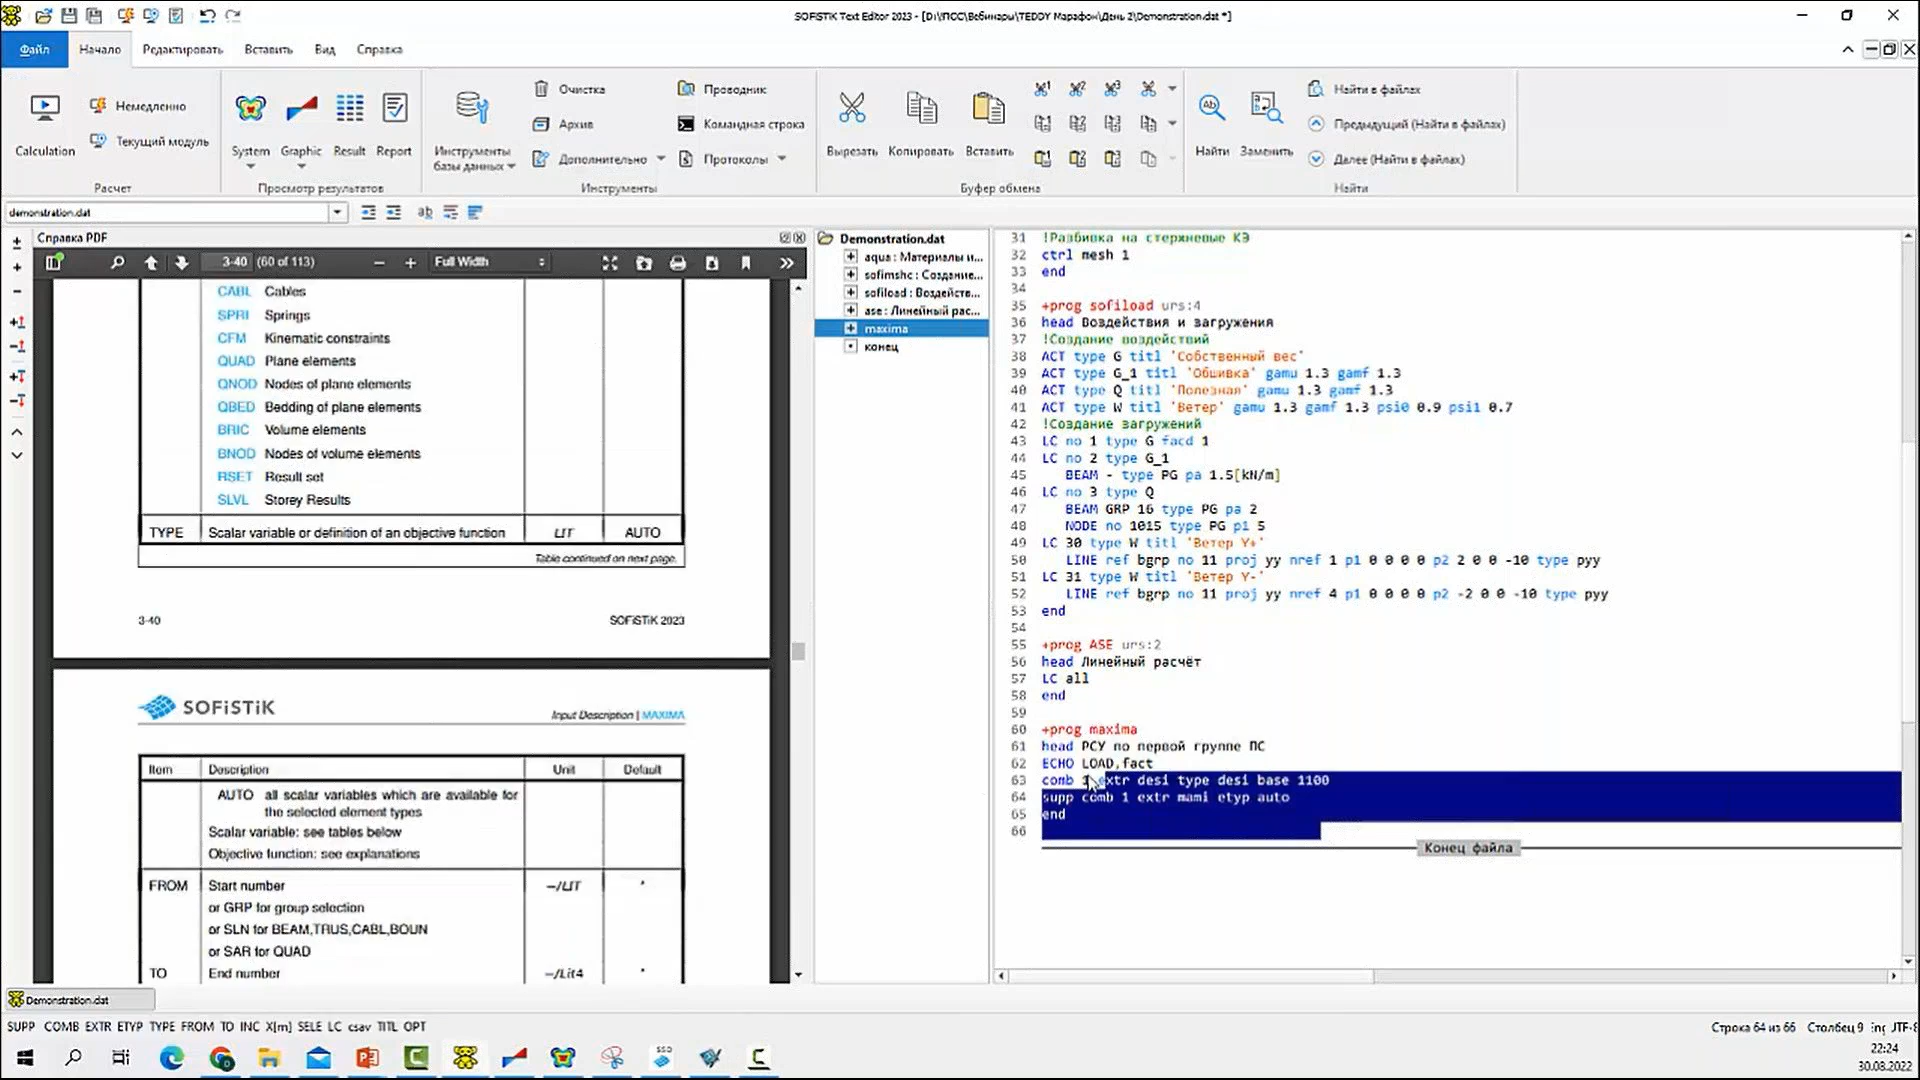 SOFiSTiK Text Editor 2023 - [D:\ПСС\Вебинары\TEDDY Марафон\День 2\Demonstration.dat *]
Файл Начало Редактировать Вставить Вид Справка
Calculation
Немедленно
Текущий модуль
Расчет
System Graphic Result Report
Просмотр результатов
Инструменты базы данных
Очистка
Архив
Дополнительно
Проводник
Командная строка
Протоколы
Инструменты
Вырезать Копировать Вставить
Буфер обмена
Найти Заменить
Найти в файлах
Предыдущий (Найти в файлах)
Далее (Найти в файлах)
Найти
demonstration.dat
Справка PDF
3-40 (60 of 113) Full Width
CABL Cables
SPRI Springs
CFM Kinematic constraints
QUAD Plane elements
QNOD Nodes of plane elements
QBED Bedding of plane elements
BRIC Volume elements
BNOD Nodes of volume elements
RSET Result set
SLVL Storey Results
TYPE Scalar variable or definition of an objective function LIT AUTO
Table continued on next page.
3-40 SOFiSTiK 2023
SOFiSTiK Input Description | MAXIMA
Item Description Unit Default
AUTO all scalar variables which are available for
the selected element types
Scalar variable: see tables below
Objective function: see explanations
FROM Start number −/LIT *
or GRP for group selection
or SLN for BEAM,TRUS,CABL,BOUN
or SAR for QUAD
TO End number −/Lit4 *
Demonstration.dat
aqua : Материалы и...
sofimshc : Создание...
sofiload : Воздейств...
ase : Линейный рас...
maxima
конец
31 !Разбивка на стержневые КЭ
32 ctrl mesh 1
33 end
34
35 +prog sofiload urs:4
36 head Воздействия и загружения
37 !Создание воздействий
38 ACT type G titl 'Собственный вес'
39 ACT type G_1 titl 'Обшивка' gamu 1.3 gamf 1.3
40 ACT type Q titl 'Полезная' gamu 1.3 gamf 1.3
41 ACT type W titl 'Ветер' gamu 1.3 gamf 1.3 psi0 0.9 psi1 0.7
42 !Создание загружений
43 LC no 1 type G facd 1
44 LC no 2 type G_1
45 BEAM - type PG pa 1.5[kN/m]
46 LC no 3 type Q
47 BEAM GRP 16 type PG pa 2
48 NODE no 1015 type PG p1 5
49 LC 30 type W titl 'Ветер Y+'
50 LINE ref bgrp no 11 proj yy nref 1 p1 0 0 0 0 p2 2 0 0 -10 type pyy
51 LC 31 type W titl 'Ветер Y-'
52 LINE ref bgrp no 11 proj yy nref 4 p1 0 0 0 0 p2 -2 0 0 -10 type pyy
53 end
54
55 +prog ASE urs:2
56 head Линейный расчёт
57 LC all
58 end
59
60 +prog maxima
61 head РСУ по первой группе ПС
62 ECHO LOAD,fact
63 comb 1 extr desi type desi base 1100
64 supp comb 1 extr mami etyp auto
65 end
66
Конец файла
Demonstration.dat
SUPP COMB EXTR ETYP TYPE FROM TO INC X[m] SELE LC csav TITL OPT
Строка 64 из 66 Столбец 9
22:24
30.08.2022